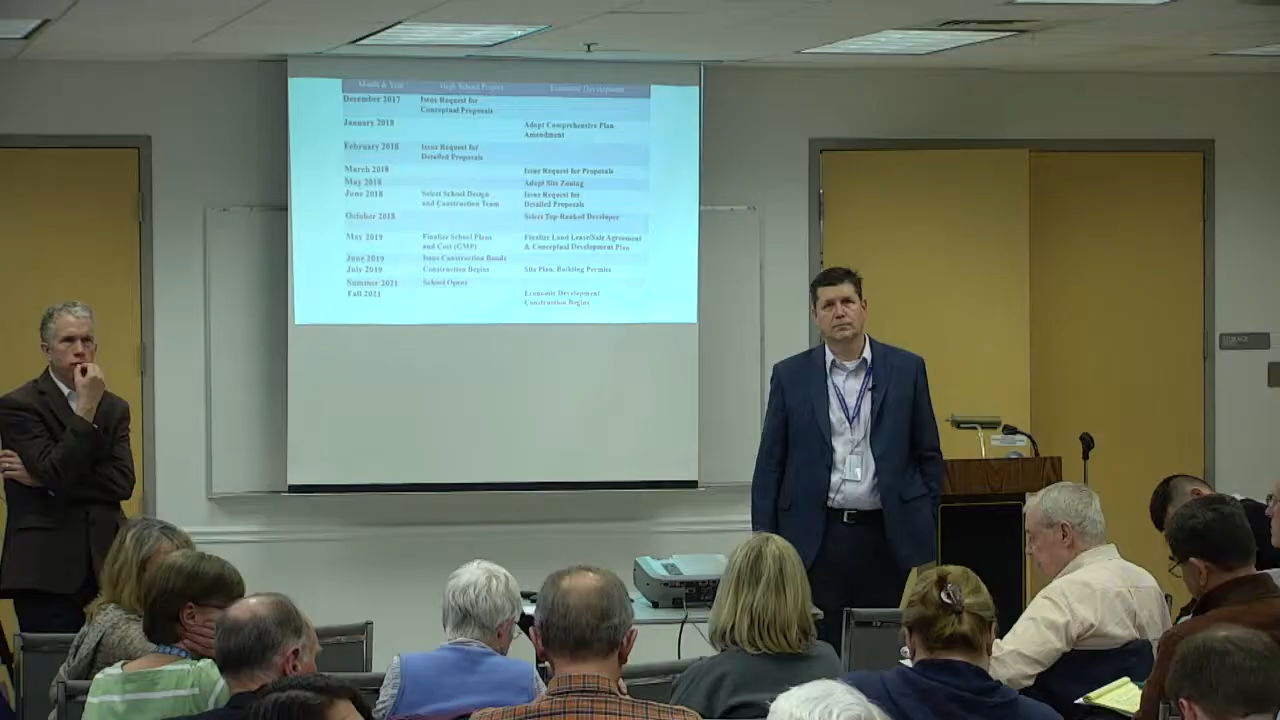 Month & Year High School Project Economic Development
December 2017 Issue Request for
Conceptual Proposals
January 2018 Adopt Comprehensive Plan
Amendment
February 2018 Issue Request for
Detailed Proposals
March 2018 Issue Request for Proposals
May 2018 Adopt Site Zoning
June 2018 Select School Design Issue Request for
and Construction Team Detailed Proposals
October 2018 Select Top-Ranked Developer
May 2019 Finalize School Plans Finalize Land Lease/Sale Agreement
and Cost (GMP) & Conceptual Development Plan
June 2019 Issue Construction Bonds
July 2019 Construction Begins Site Plan, Building Permits
Summer 2021 School Opens
Fall 2021 Economic Development
Construction Begins
STORAGE